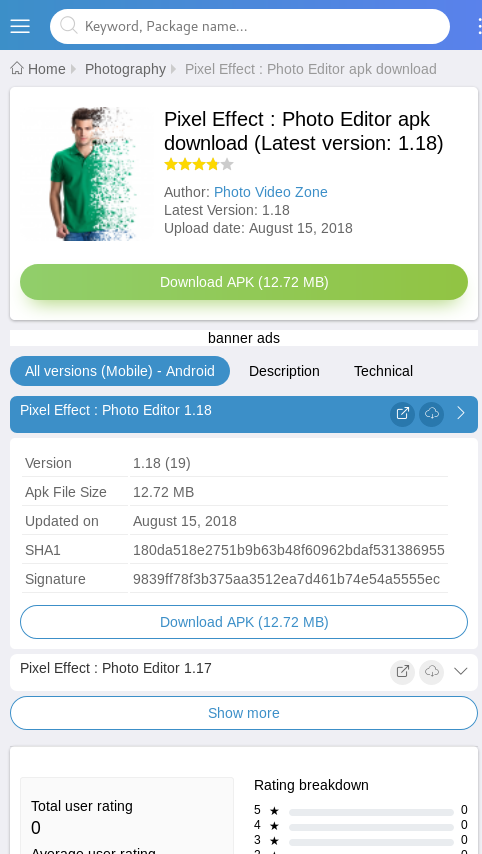 Keyword, Package name...
Home Photography Pixel Effect : Photo Editor apk download
Pixel Effect : Photo Editor apk
download (Latest version: 1.18)
Author: Photo Video Zone
Latest Version: 1.18
Upload date: August 15, 2018
Download APK (12.72 MB)
banner ads
All versions (Mobile) - Android Description Technical
Pixel Effect : Photo Editor 1.18
Version 1.18 (19)
Apk File Size 12.72 MB
Updated on August 15, 2018
SHA1 180da518e2751b9b63b48f60962bdaf531386955
Signature 9839ff78f3b375aa3512ea7d461b74e54a5555ec
Download APK (12.72 MB)
Pixel Effect : Photo Editor 1.17
Show more
Total user rating
0
Average user rating
Rating breakdown
5 ★ 0
4 ★ 0
3 ★ 0